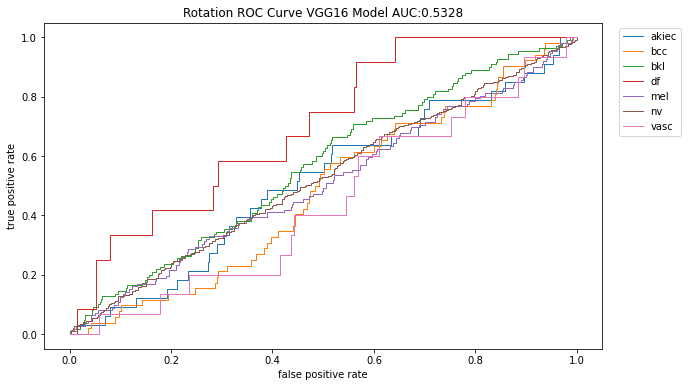 Rotation ROC Curve VGG16 Model AUC:0.5328
1.0
0.8
0.6
0.4
0.2
0.0
true positive rate
0.0 0.2 0.4 0.6 0.8 1.0
false positive rate
akiec
bcc
bkl
df
mel
nv
vasc